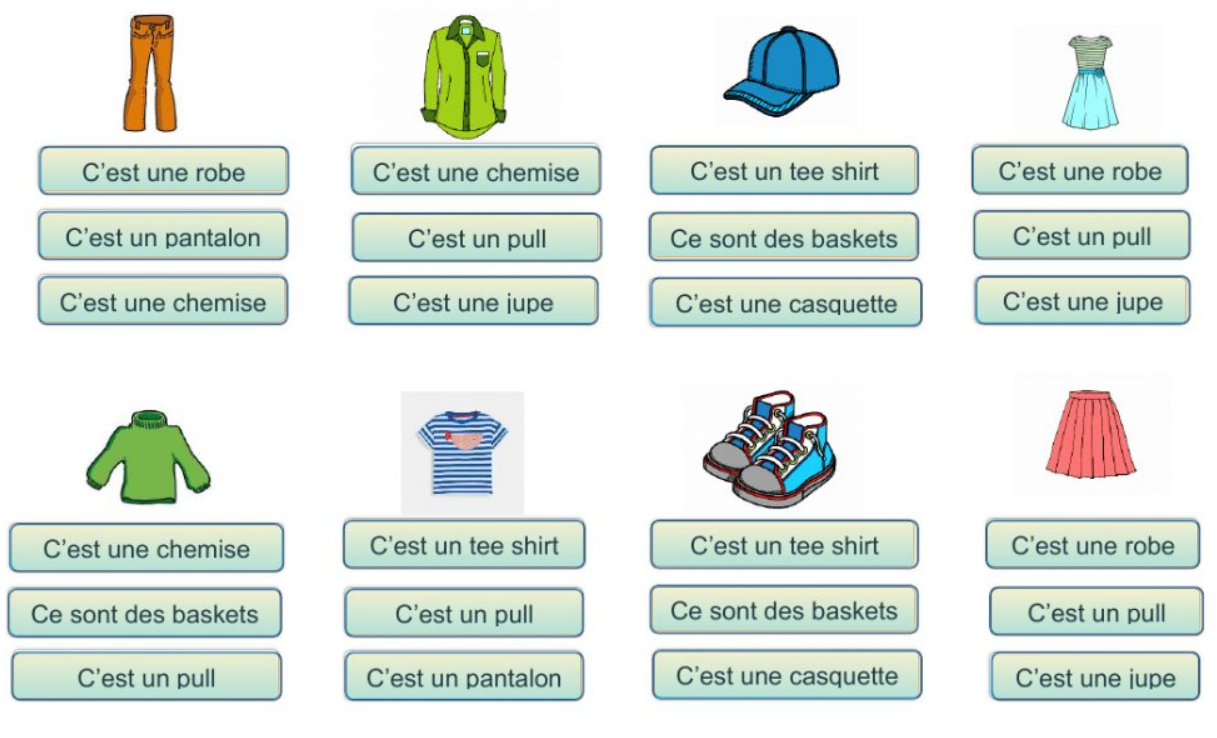 C'est une robe
C'est un pantalon
C'est une chemise
C'est une chemise
C'est un pull
C'est une jupe
C'est un tee shirt
Ce sont des baskets
C'est une casquette
C'est une robe
C'est un pull
C'est une jupe
C'est une chemise
Ce sont des baskets
C'est un pull
C'est un tee shirt
C'est un pull
C'est un pantalon
C'est un tee shirt
Ce sont des baskets
C'est une casquette
C'est une robe
C'est un pull
C'est une jupe